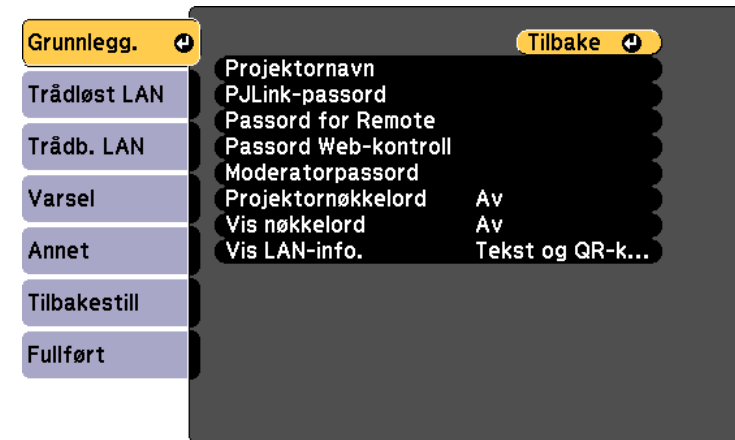 Grunnlegg.
Trådløst LAN
Trådb. LAN
Varsel
Annet
Tilbakestill
Fullført
Tilbake
Projektornavn
PJLink-passord
Passord for Remote
Passord Web-kontroll
Moderatorpassord
Projektornøkkelord Av
Vis nøkkelord Av
Vis LAN-info. Tekst og QR-k...